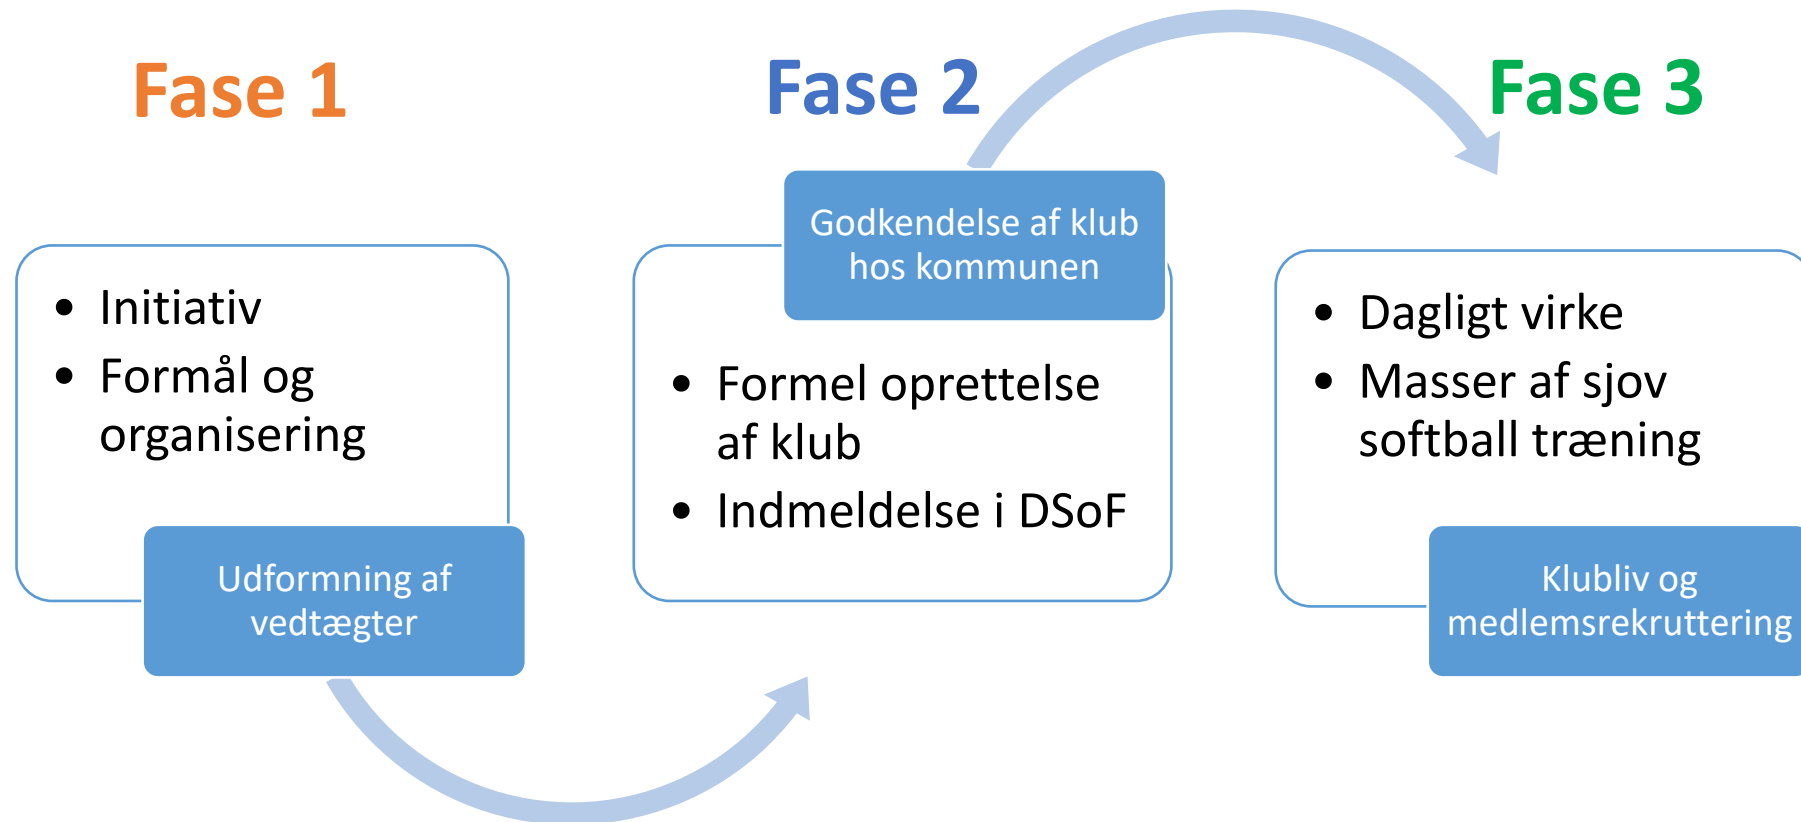 Fase 1
• Initiativ
• Formål og
organisering
Udformning af
vedtægter
Fase 2
Godkendelse af klub
hos kommunen
• Formel oprettelse
af klub
• Indmeldelse i DSoF
Fase 3
• Dagligt virke
• Masser af sjov
softball træning
Klubliv og
medlemsrekruttering